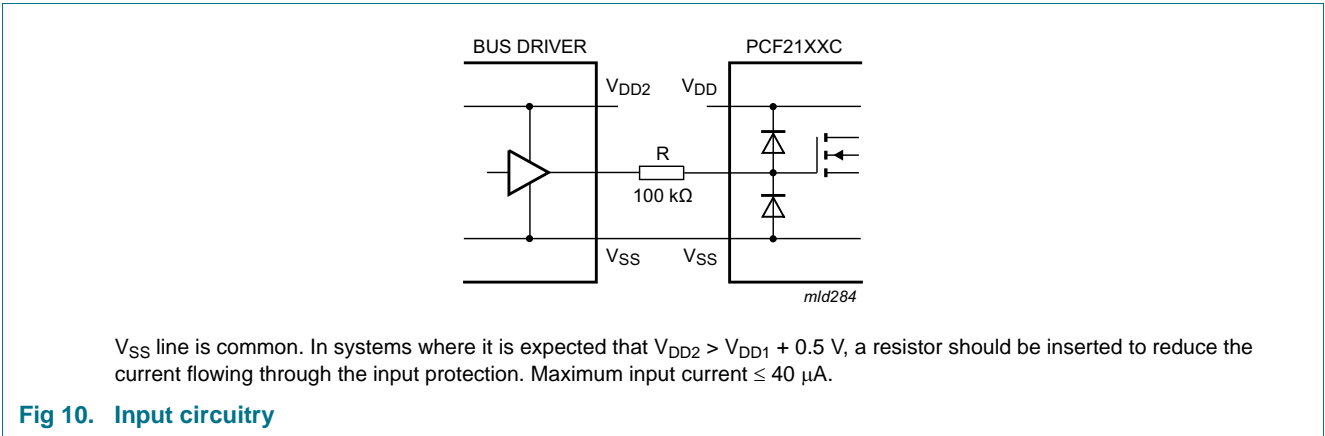 BUS DRIVER
PCF21XXC
VDD2
VDD
R
100 kΩ
VSS
VSS
mld284
VSS line is common. In systems where it is expected that VDD2 > VDD1 + 0.5 V, a resistor should be inserted to reduce the
current flowing through the input protection. Maximum input current ≤ 40 μA.
Fig 10. Input circuitry